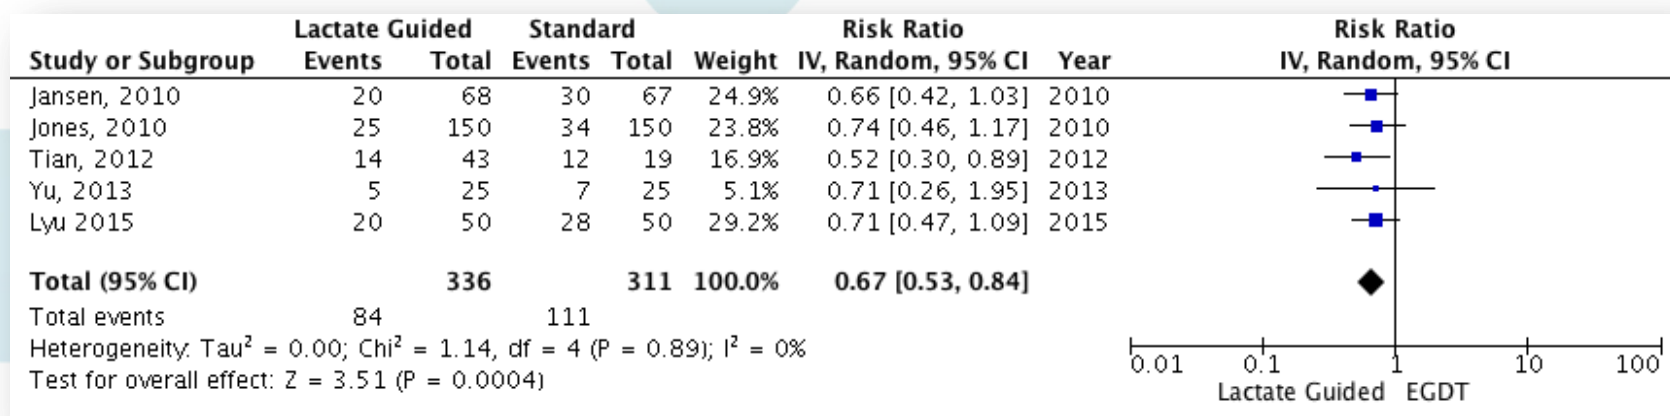 Lactate Guided Standard Risk Ratio Risk Ratio
Study or Subgroup Events Total Events Total Weight IV, Random, 95% CI Year IV, Random, 95% CI
Jansen, 2010 20 68 30 67 24.9% 0.66 [0.42, 1.03] 2010
Jones, 2010 25 150 34 150 23.8% 0.74 [0.46, 1.17] 2010
Tian, 2012 14 43 12 19 16.9% 0.52 [0.30, 0.89] 2012
Yu, 2013 5 25 7 25 5.1% 0.71 [0.26, 1.95] 2013
Lyu 2015 20 50 28 50 29.2% 0.71 [0.47, 1.09] 2015
Total (95% CI) 336 311 100.0% 0.67 [0.53, 0.84]
Total events 84 111
Heterogeneity: Tau² = 0.00; Chi² = 1.14, df = 4 (P = 0.89); I² = 0%
Test for overall effect: Z = 3.51 (P = 0.0004)
0.01 0.1 1 10 100
Lactate Guided EGDT